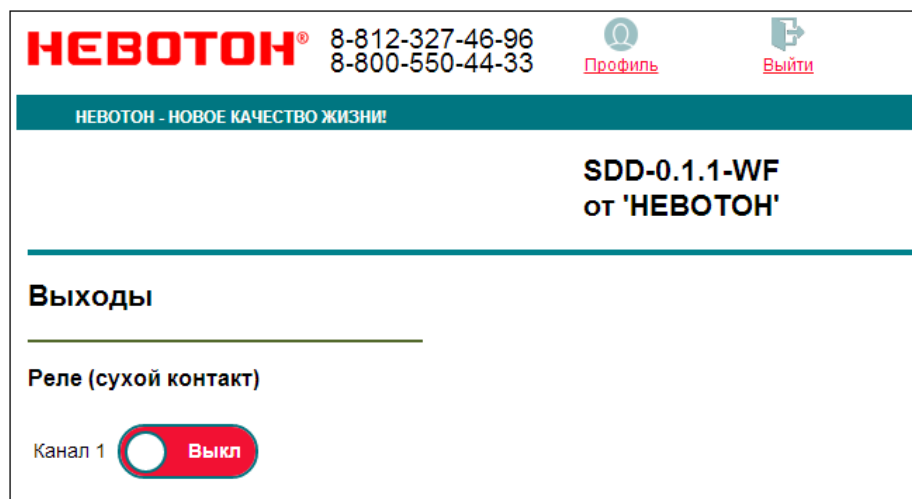 НЕВОТОН®
8-812-327-46-96
8-800-550-44-33
Профиль
Выйти
НЕВОТОН - НОВОЕ КАЧЕСТВО ЖИЗНИ!
SDD-0.1.1-WF
от 'НЕВОТОН'
Выходы
Реле (сухой контакт)
Канал 1 Выкл